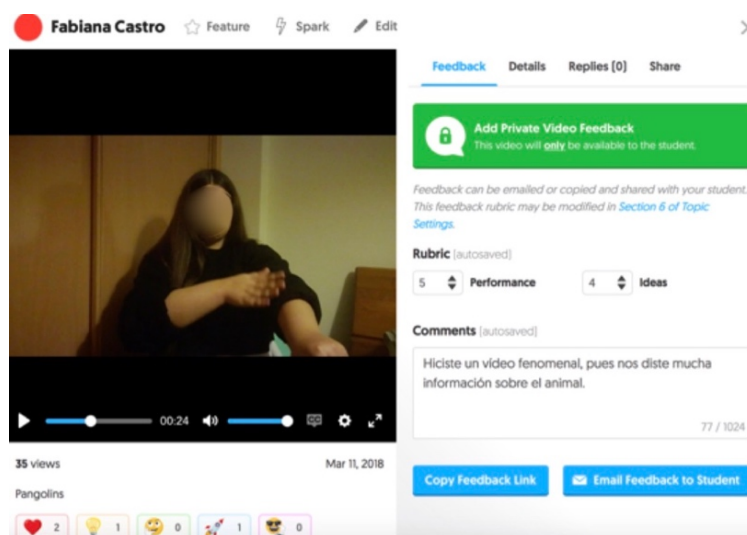 Fabiana Castro
Feature
Spark
Edit
00:24
CC
35 views
Mar 11, 2018
Pangolins
2
1
0
1
0
Feedback
Details
Replies (0)
Share
Add Private Video Feedback
This video will only be available to the student.
Feedback can be emailed or copied and shared with your student.
This feedback rubric may be modified in Section 6 of Topic
Settings.
Rubric (autosaved)
5 Performance
4 Ideas
Comments (autosaved)
Hiciste un vídeo fenomenal, pues nos diste mucha
información sobre el animal.
77 / 1024
Copy Feedback Link
Email Feedback to Student